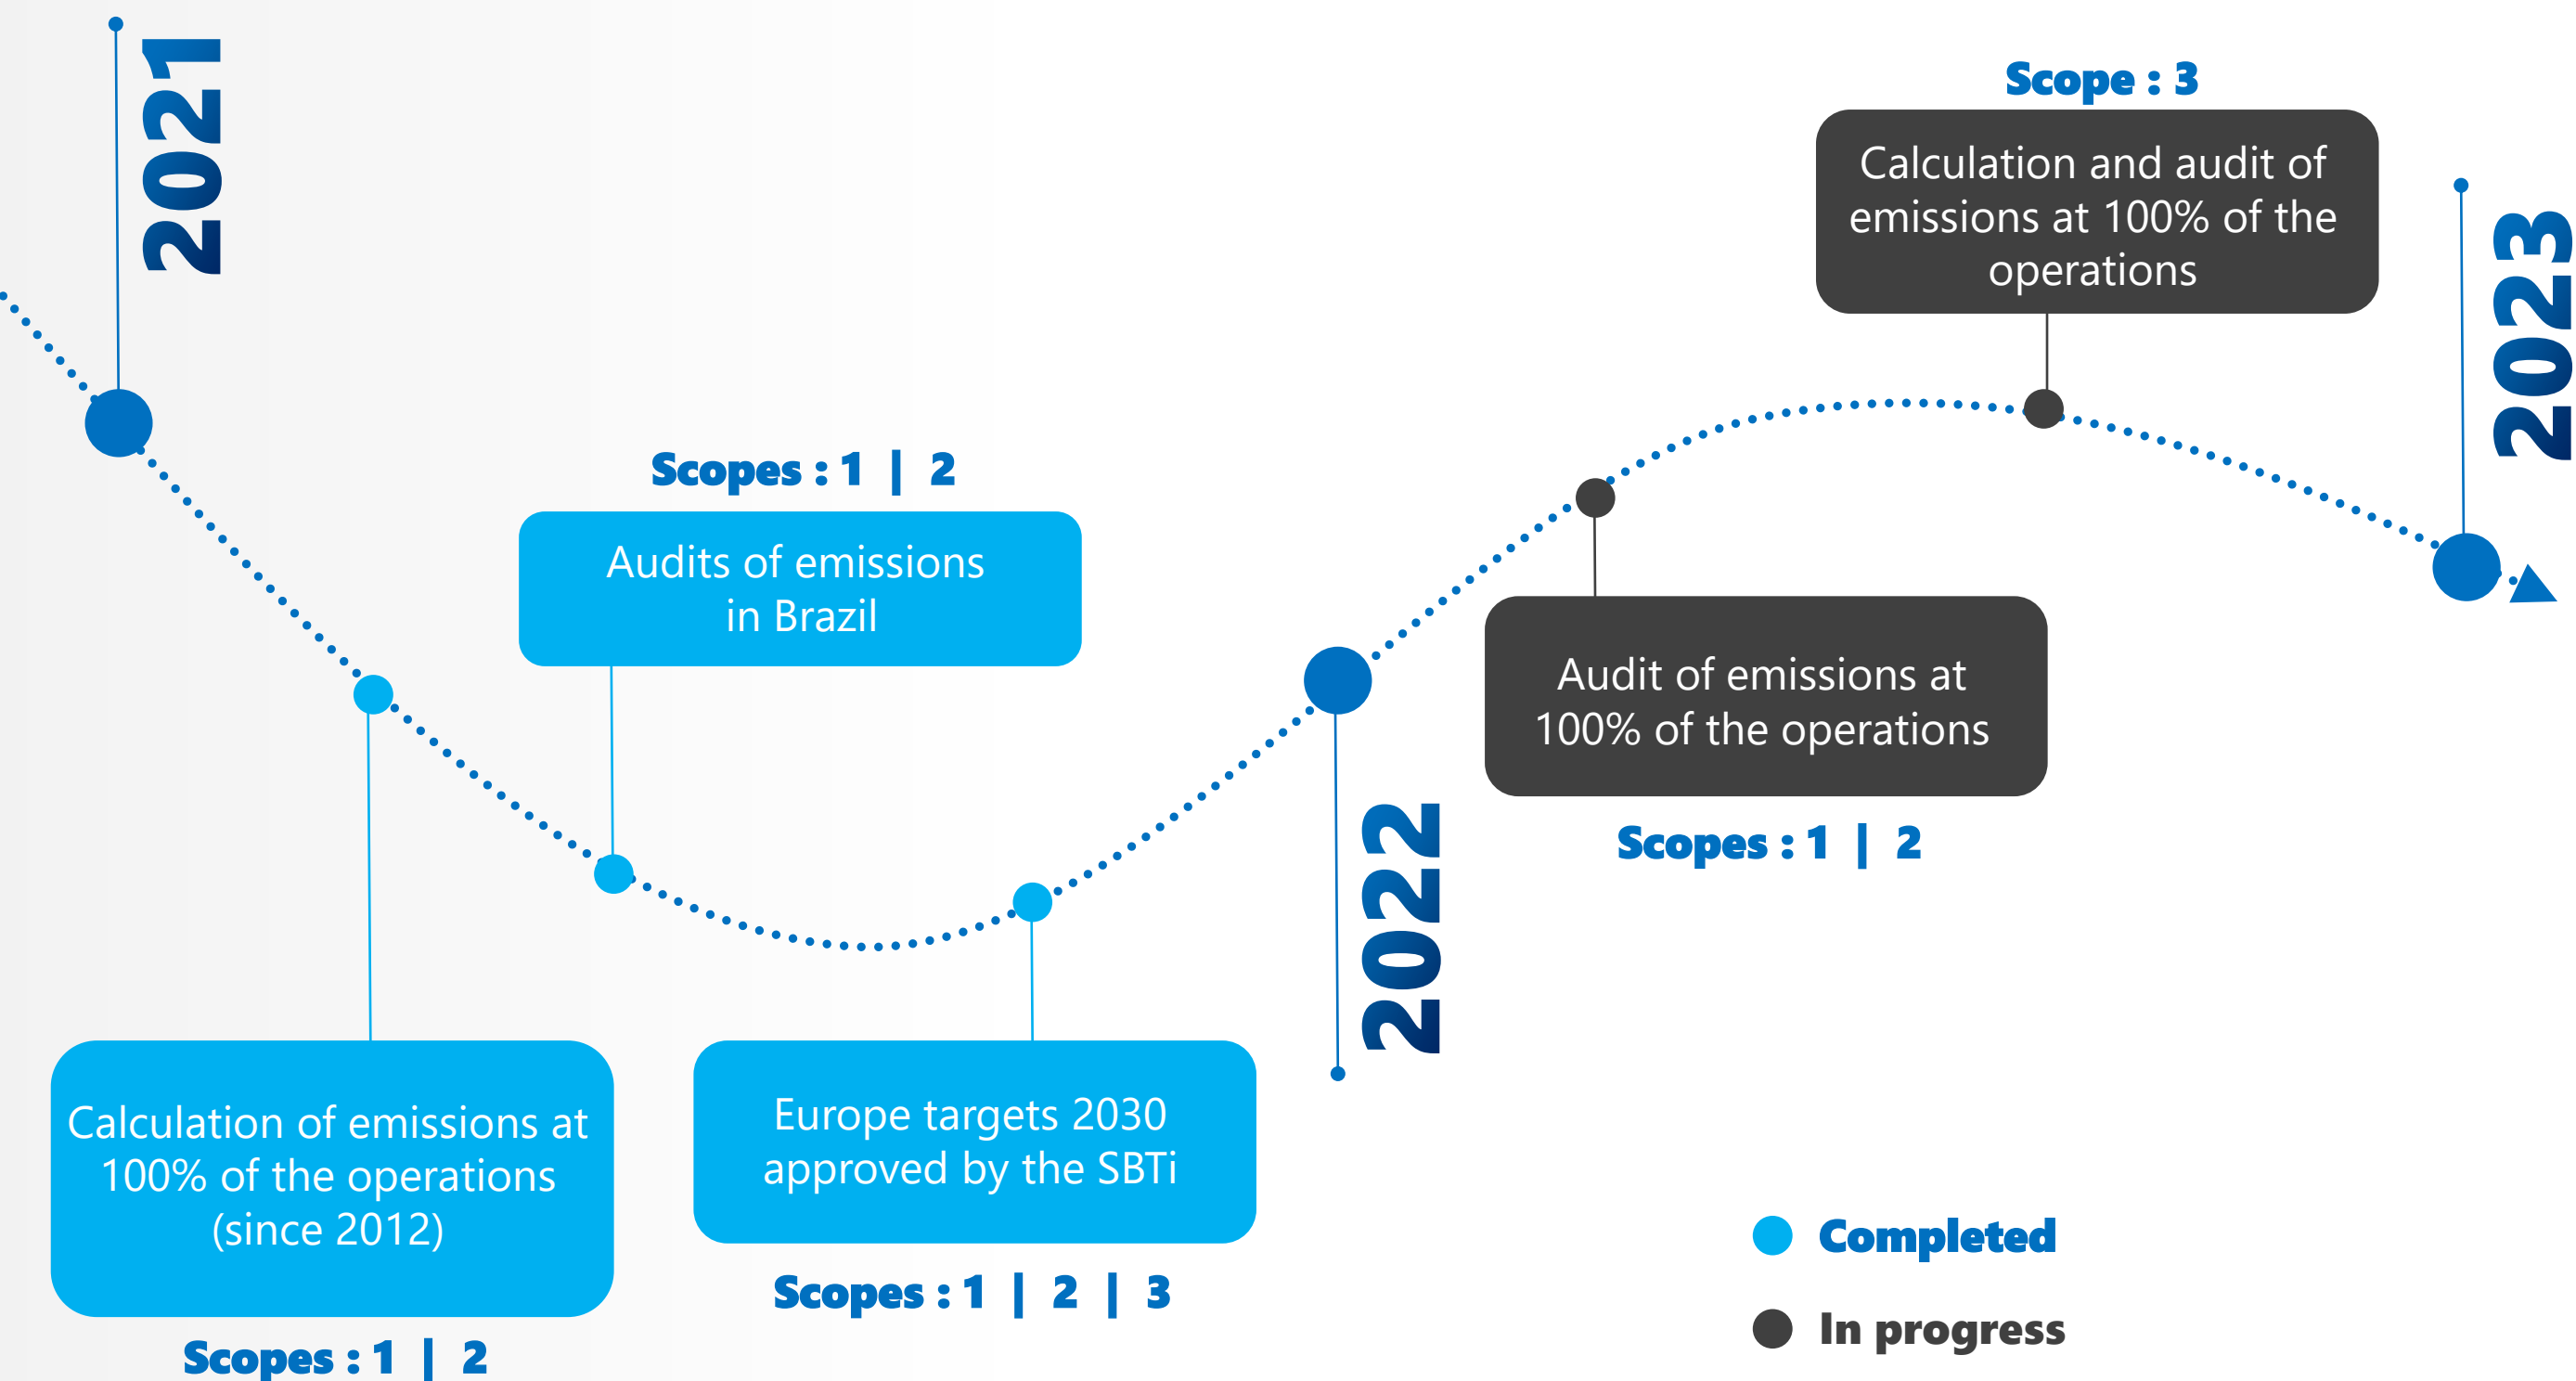 2021
Calculation of emissions at
100% of the operations
(since 2012)
Scopes : 1 | 2
Scopes : 1 | 2
Audits of emissions
in Brazil
Europe targets 2030
approved by the SBTi
Scopes : 1 | 2 | 3
2022
Audit of emissions at
100% of the operations
Scopes : 1 | 2
Scope : 3
Calculation and audit of
emissions at 100% of the
operations
2023
Completed
In progress